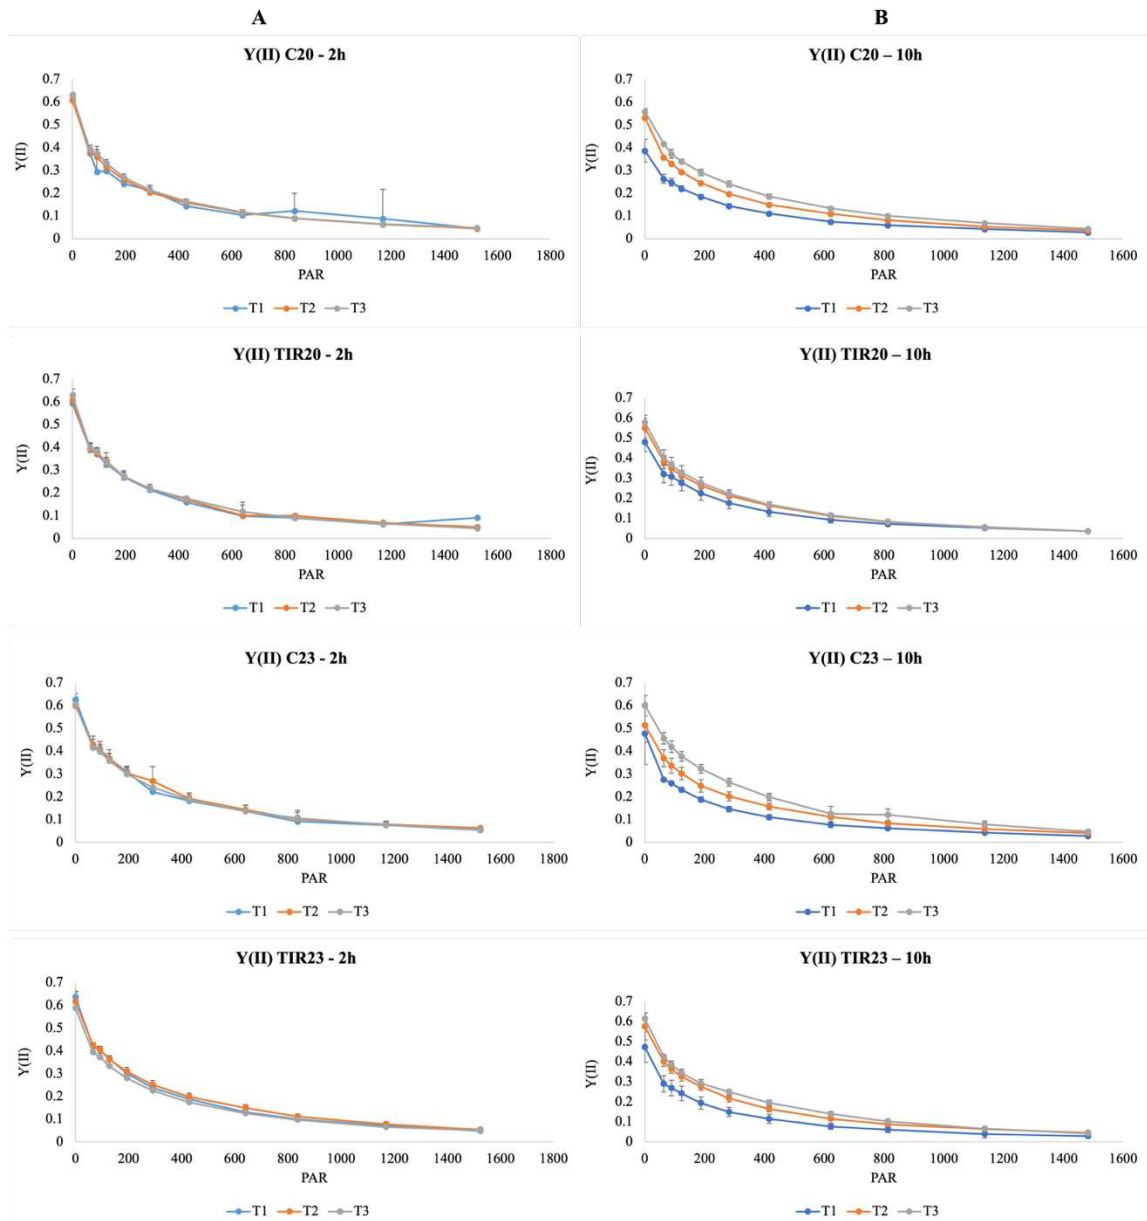 A
B
Y(II) C20 - 2h
0.7
0.6
0.5
0.4
0.3
0.2
0.1
0
Y(II)
0 200 400 600 800 1000 1200 1400 1600 1800
PAR
T1 T2 T3
Y(II) C20 – 10h
0.7
0.6
0.5
0.4
0.3
0.2
0.1
0
Y(II)
0 200 400 600 800 1000 1200 1400 1600
PAR
T1 T2 T3
Y(II) TIR20 - 2h
0.7
0.6
0.5
0.4
0.3
0.2
0.1
0
Y(II)
0 200 400 600 800 1000 1200 1400 1600 1800
PAR
T1 T2 T3
Y(II) TIR20 – 10h
0.7
0.6
0.5
0.4
0.3
0.2
0.1
0
Y(II)
0 200 400 600 800 1000 1200 1400 1600
PAR
T1 T2 T3
Y(II) C23 - 2h
0.7
0.6
0.5
0.4
0.3
0.2
0.1
0
Y(II)
0 200 400 600 800 1000 1200 1400 1600 1800
PAR
T1 T2 T3
Y(II) C23 – 10h
0.7
0.6
0.5
0.4
0.3
0.2
0.1
0
Y(II)
0 200 400 600 800 1000 1200 1400 1600
PAR
T1 T2 T3
Y(II) TIR23 - 2h
0.7
0.6
0.5
0.4
0.3
0.2
0.1
0
Y(II)
0 200 400 600 800 1000 1200 1400 1600 1800
PAR
T1 T2 T3
Y(II) TIR23 – 10h
0.7
0.6
0.5
0.4
0.3
0.2
0.1
0
Y(II)
0 200 400 600 800 1000 1200 1400 1600
PAR
T1 T2 T3